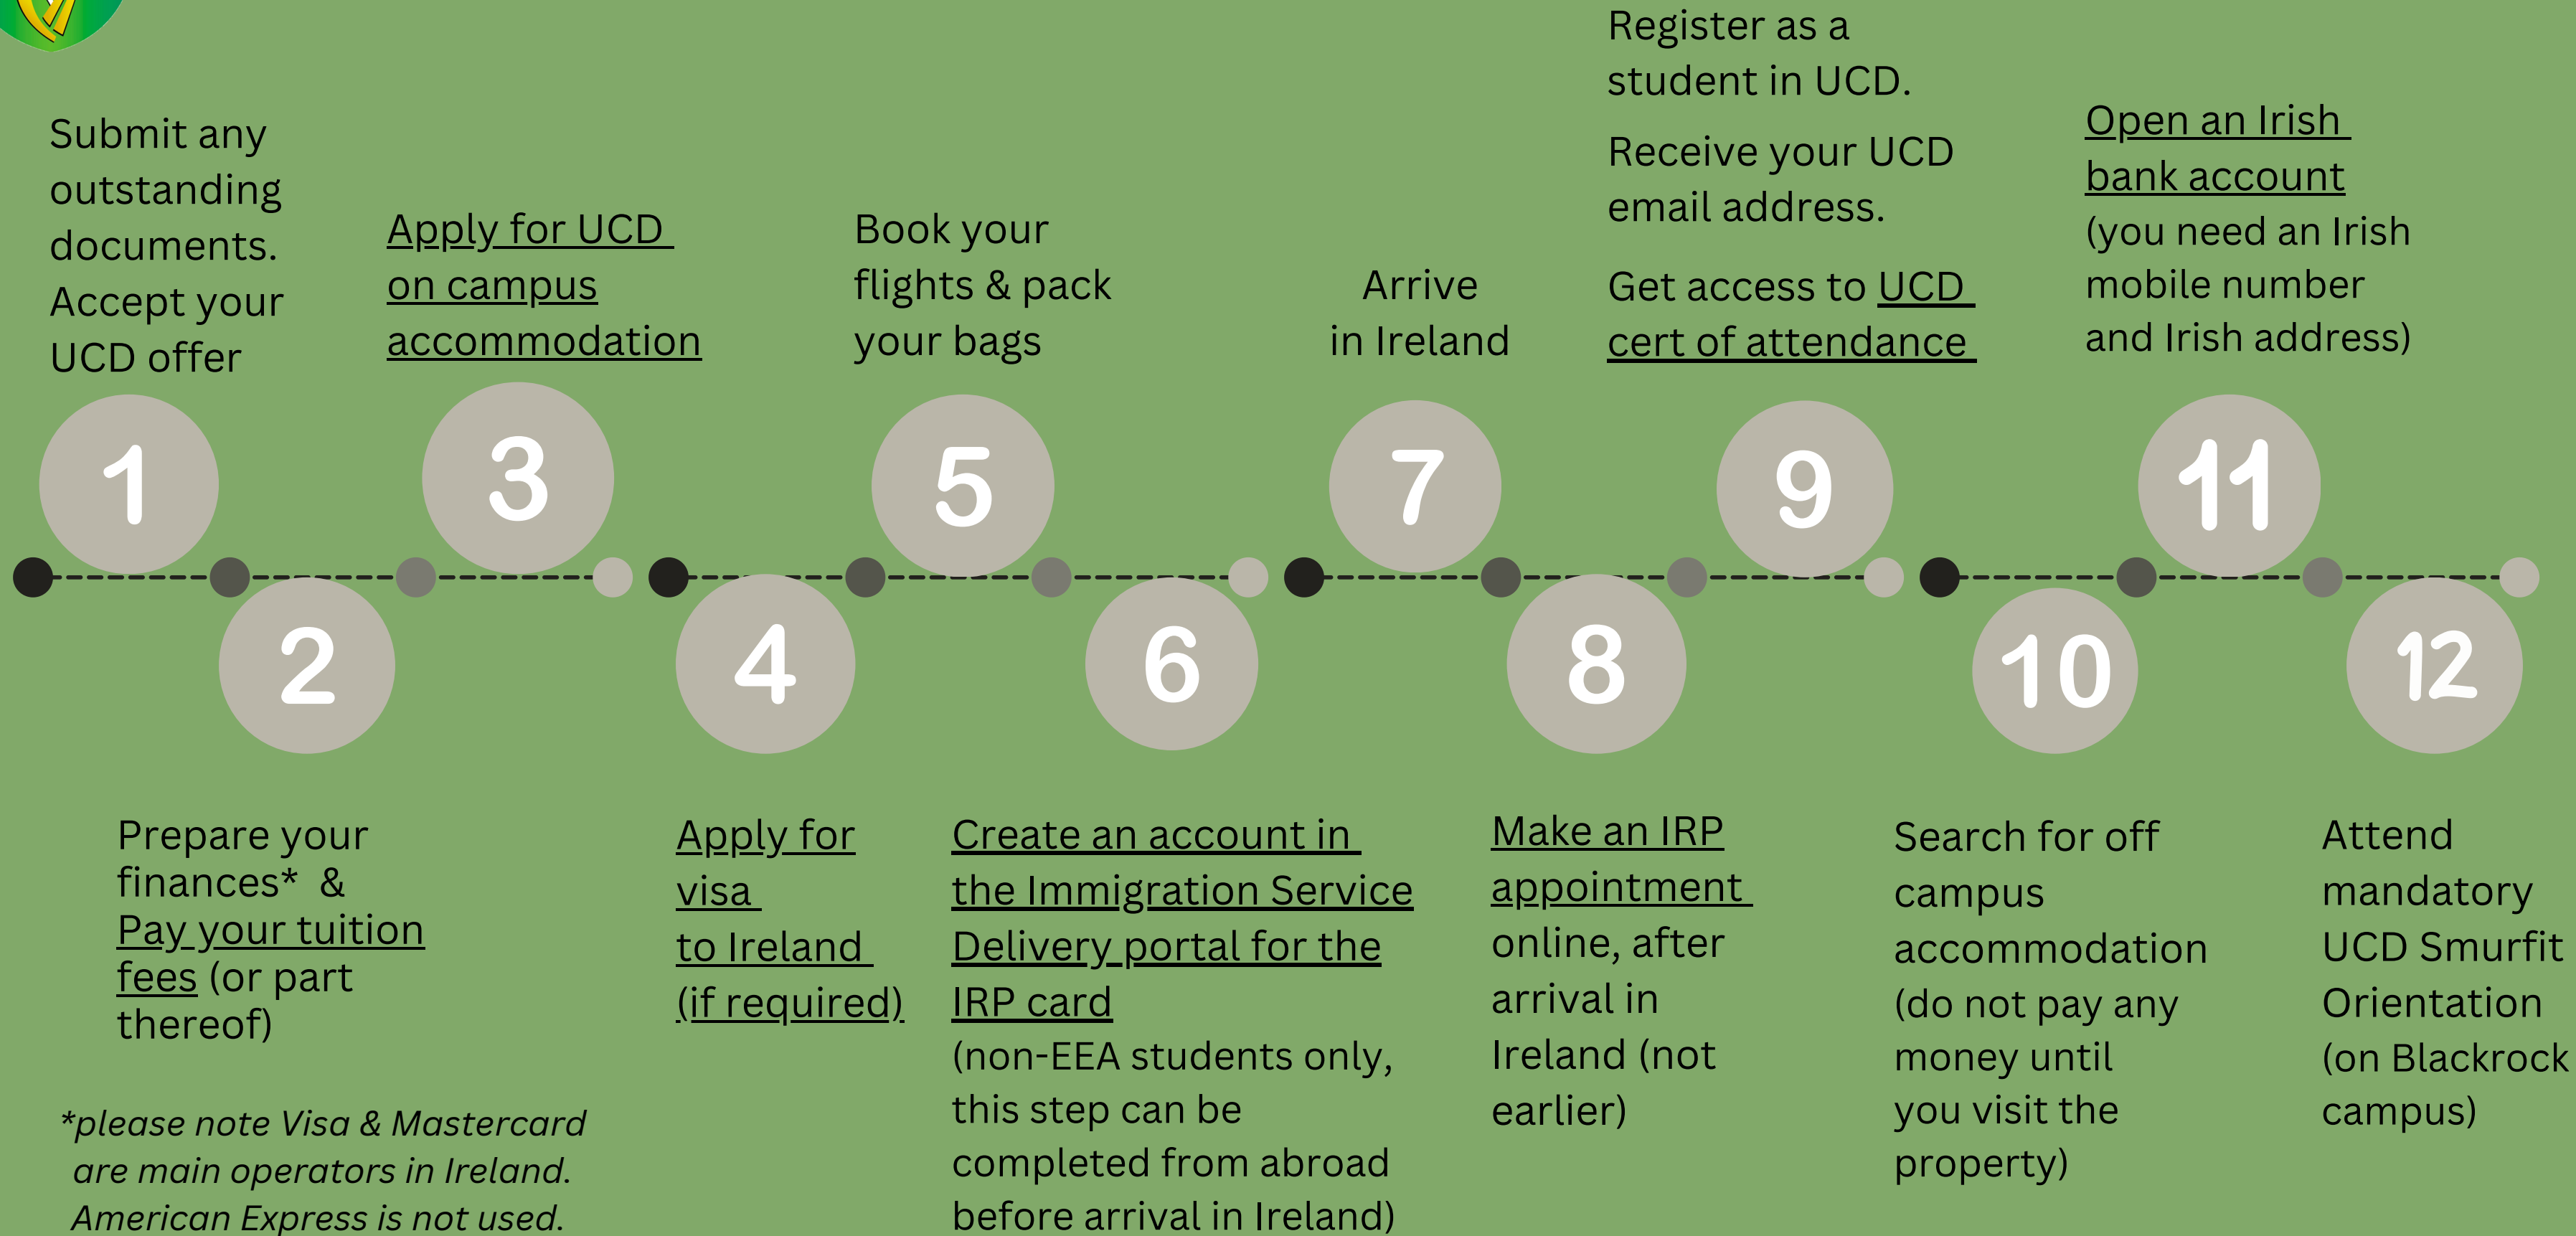 Submit any
outstanding
documents.
Accept your
UCD offer
1
Prepare your
finances*  &
Pay your tuition
fees (or part
thereof)
*please note Visa & Mastercard
are main operators in Ireland.
American Express is not used.
2
Apply for UCD
on campus
accommodation
3
Apply for
visa
to Ireland
(if required)
4
Book your
flights & pack
your bags
5
Create an account in
the Immigration Service
Delivery portal for the
IRP card
(non-EEA students only,
this step can be
completed from abroad
before arrival in Ireland)
6
Arrive
in Ireland
7
Make an IRP
appointment
online, after
arrival in
Ireland (not
earlier)
8
Register as a
student in UCD.
Receive your UCD
email address.
Get access to UCD
cert of attendance
9
Search for off
campus
accommodation
(do not pay any
money until
you visit the
property)
10
Open an Irish
bank account
(you need an Irish
mobile number
and Irish address)
11
Attend
mandatory
UCD Smurfit
Orientation
(on Blackrock
campus)
12